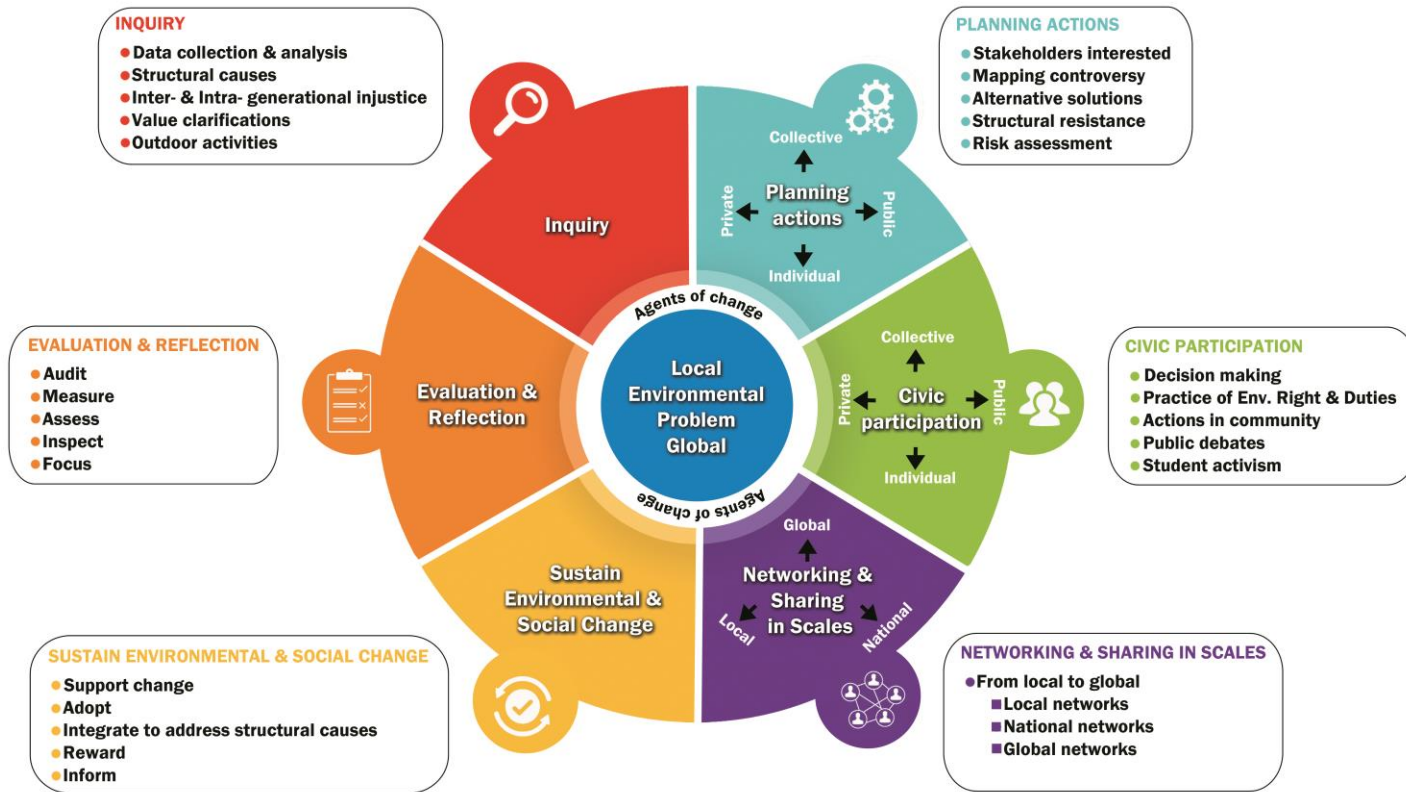 INQUIRY
Data collection & analysis
Structural causes
Inter- & Intra- generational injustice
Value clarifications
Outdoor activities
PLANNING ACTIONS
Stakeholders interested
Mapping controversy
Alternative solutions
Structural resistance
Risk assessment
Inquiry
Collective
Private
Planning
actions
Public
Individual
EVALUATION & REFLECTION
Audit
Measure
Assess
Inspect
Focus
Evaluation &
Reflection
Agents of change
Local
Environmental
Problem
Global
Agents of change
Collective
Private
Civic
participation
Public
Individual
CIVIC PARTICIPATION
Decision making
Practice of Env. Right & Duties
Actions in community
Public debates
Student activism
Sustain
Environmental &
Social Change
Global
Networking &
Sharing
in Scales
Local
National
SUSTAIN ENVIRONMENTAL & SOCIAL CHANGE
Support change
Adopt
Integrate to address structural causes
Reward
Inform
NETWORKING & SHARING IN SCALES
From local to global
Local networks
National networks
Global networks